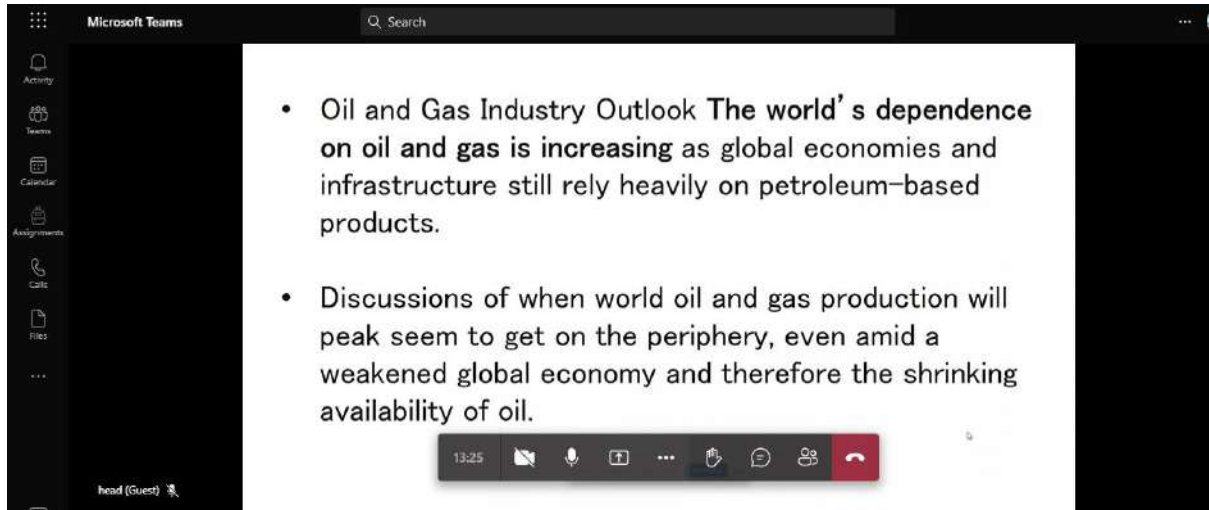 Microsoft Teams
Search
Activity
Teams
Calendar
Assignments
Calls
Files
• Oil and Gas Industry Outlook The world's dependence
on oil and gas is increasing as global economies and
infrastructure still rely heavily on petroleum-based
products.
• Discussions of when world oil and gas production will
peak seem to get on the periphery, even amid a
weakened global economy and therefore the shrinking
availability of oil.
13:25
head (Guest)